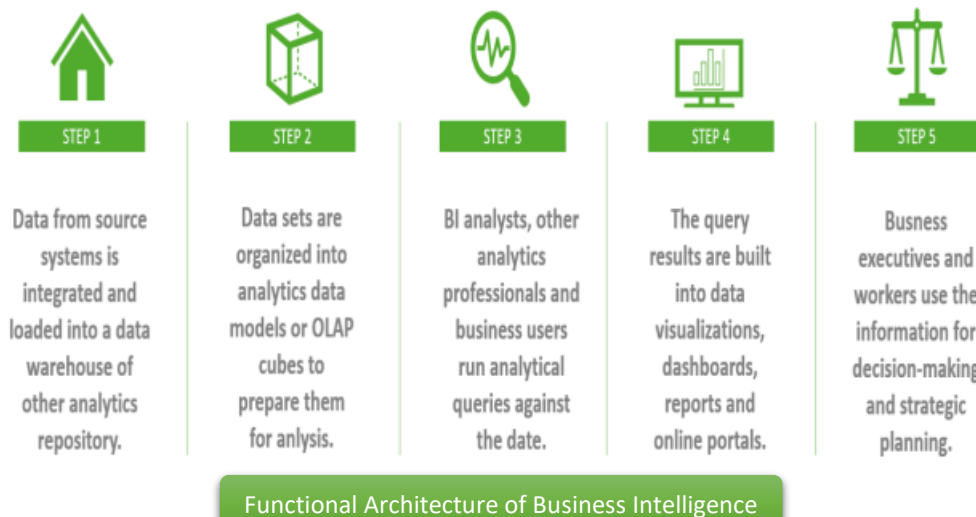 STEP 1
Data from source
systems is
integrated and
loaded into a data
warehouse of
other analytics
repository.
STEP 2
Data sets are
organized into
analytics data
models or OLAP
cubes to
prepare them
for anlysis.
STEP 3
BI analysts, other
analytics
professionals and
business users
run analytical
queries against
the date.
STEP 4
The query
results are built
into data
visualizations,
dashboards,
reports and
online portals.
STEP 5
Busness
executives and
workers use the
information for
decision-making
and strategic
planning.
Functional Architecture of Business Intelligence